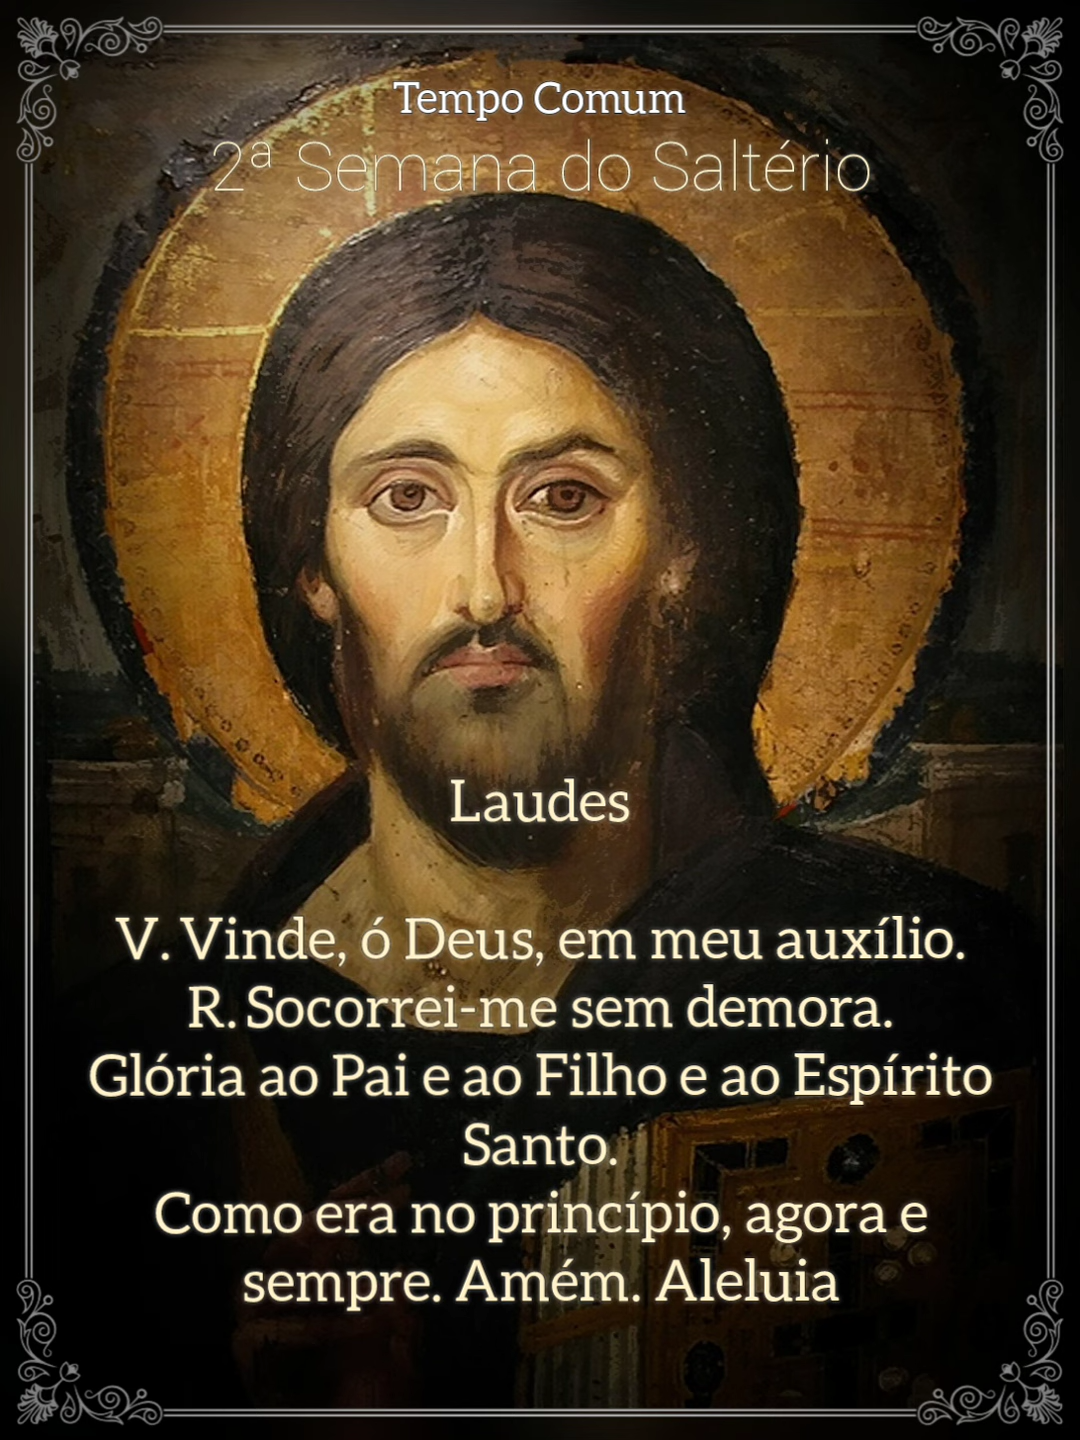 Tempo Comum
2ª Semana do Saltério
Laudes
V. Vinde, ó Deus, em meu auxílio.
R. Socorrei-me sem demora.
Glória ao Pai e ao Filho e ao Espírito
Santo.
Como era no princípio, agora e
sempre. Amém. Aleluia